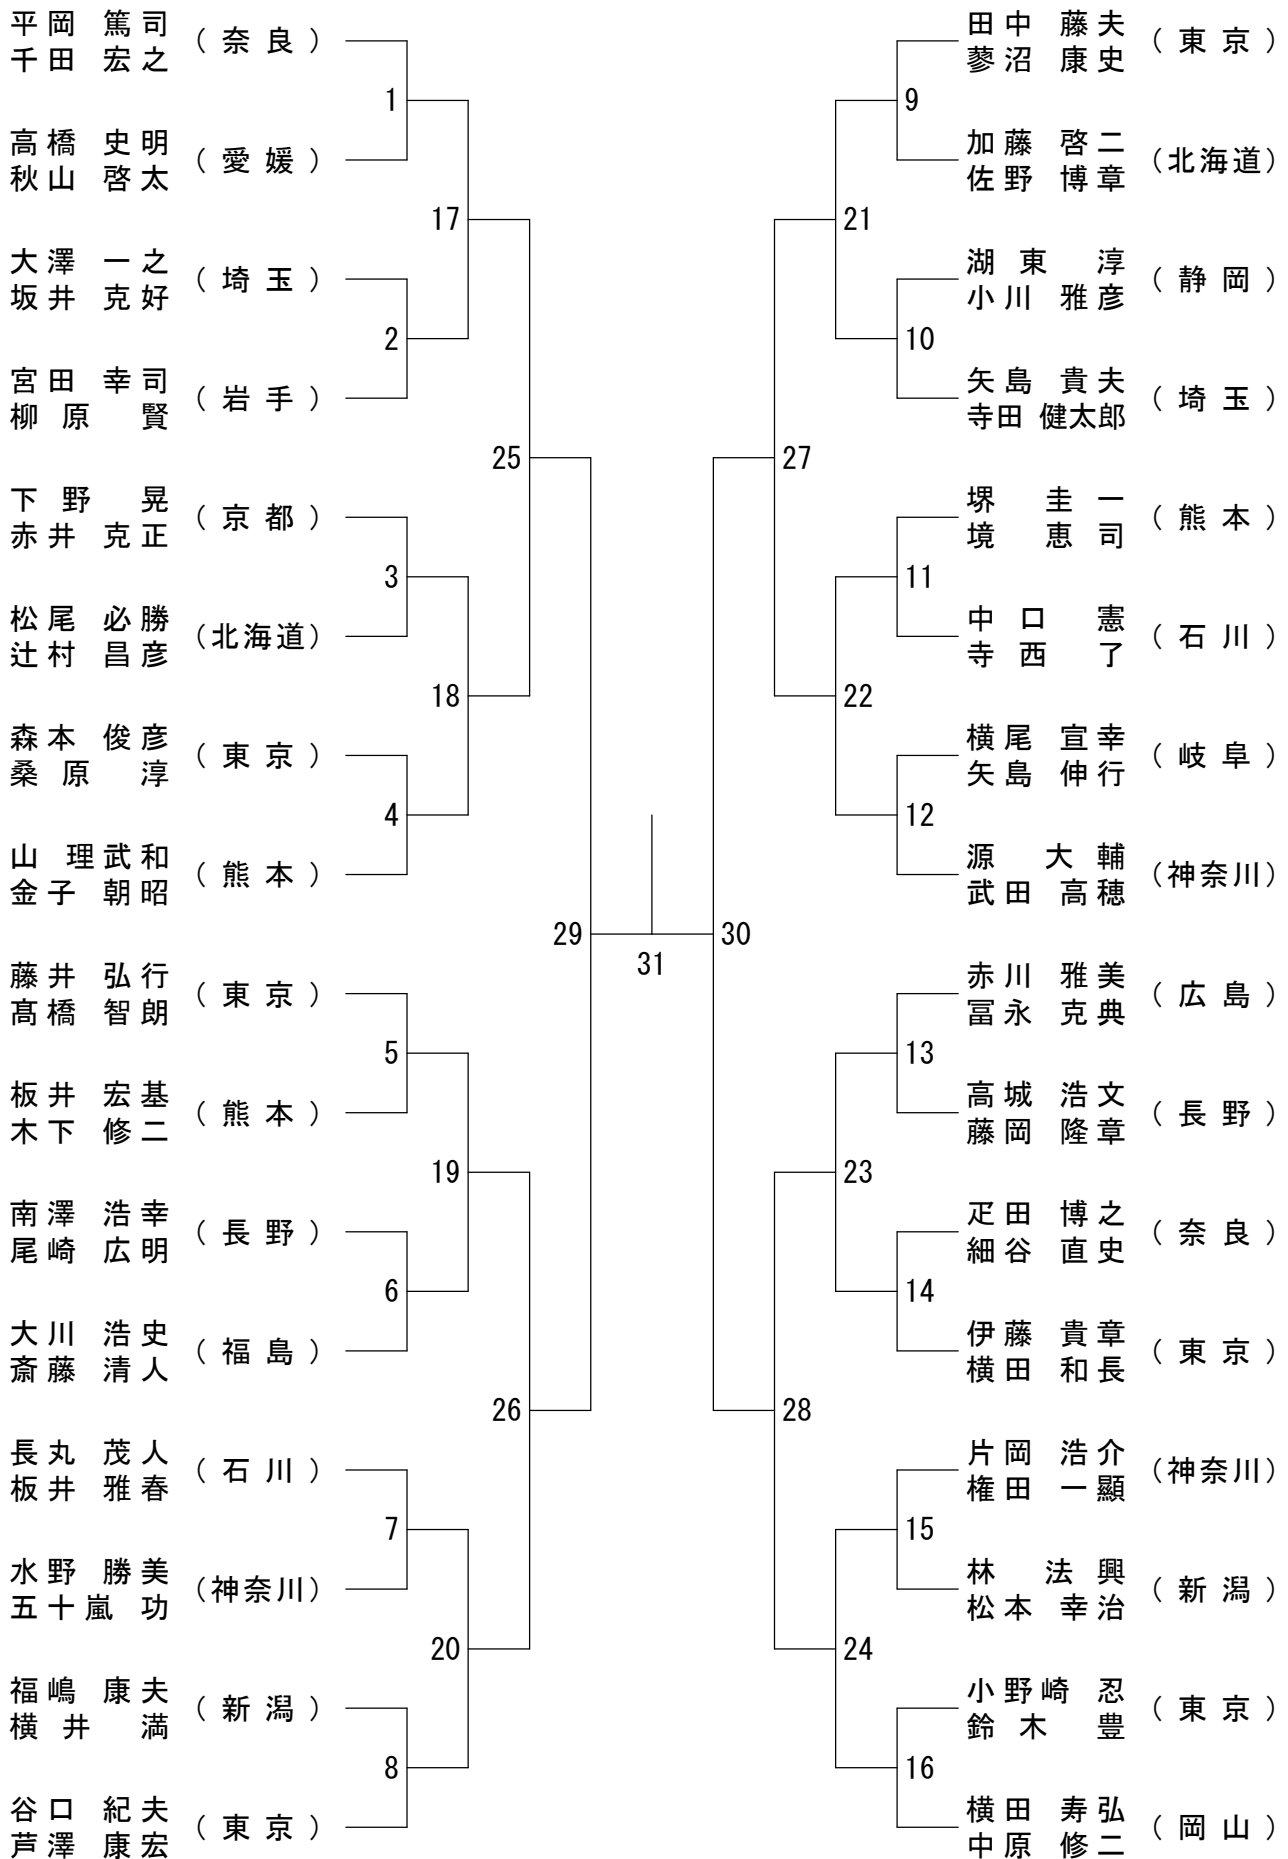 平岡 篤司
千田 宏之
(奈良)
1
高橋 史明
秋山 啓太
(愛媛)
17
大澤 一之
坂井 克好
(埼玉)
2
宮田 幸司
柳原 賢
(岩手)
25
下野 晃
赤井 克正
(京都)
3
松尾 必勝
辻村 昌彦
(北海道)
18
森本 俊彦
桑原 淳
(東京)
4
山 理武和
金子 朝昭
(熊本)
29
藤井 弘行
髙橋 智朗
(東京)
5
板井 宏基
木下 修二
(熊本)
19
南澤 浩幸
尾崎 広明
(長野)
6
大川 浩史
斎藤 清人
(福島)
26
長丸 茂人
板井 雅春
(石川)
7
水野 勝美
五十嵐 功
(神奈川)
20
福嶋 康夫
横井 満
(新潟)
8
谷口 紀夫
芦澤 康宏
(東京)
31
田中 藤夫
蓼沼 康史
(東京)
9
加藤 啓二
佐野 博章
(北海道)
21
湖東 淳
小川 雅彦
(静岡)
10
矢島 貴夫
寺田 健太郎
(埼玉)
27
堺 圭一
境 恵司
(熊本)
11
中口 憲
寺西 了
(石川)
22
横尾 宣幸
矢島 伸行
(岐阜)
12
源 大輔
武田 高穂
(神奈川)
30
赤川 雅美
冨永 克典
(広島)
13
高城 浩文
藤岡 隆章
(長野)
23
疋田 博之
細谷 直史
(奈良)
14
伊藤 貴章
横田 和長
(東京)
28
片岡 浩介
権田 一顯
(神奈川)
15
林 法興
松本 幸治
(新潟)
24
小野崎 忍
鈴木 豊
(東京)
16
横田 寿弘
中原 修二
(岡山)